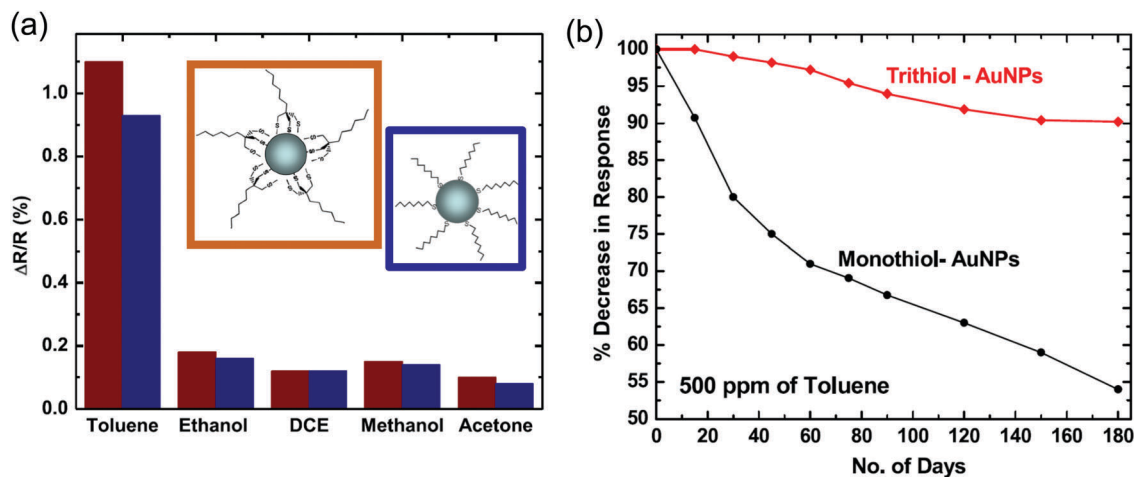 (a)
ΔR/R (%)
1.0
0.8
0.6
0.4
0.2
0.0
Toluene Ethanol DCE Methanol Acetone
(b)
% Decrease in Response
100
95
90
85
80
75
70
65
60
55
50
Trithiol - AuNPs
Monothiol- AuNPs
500 ppm of Toluene
0 20 40 60 80 100 120 140 160 180
No. of Days